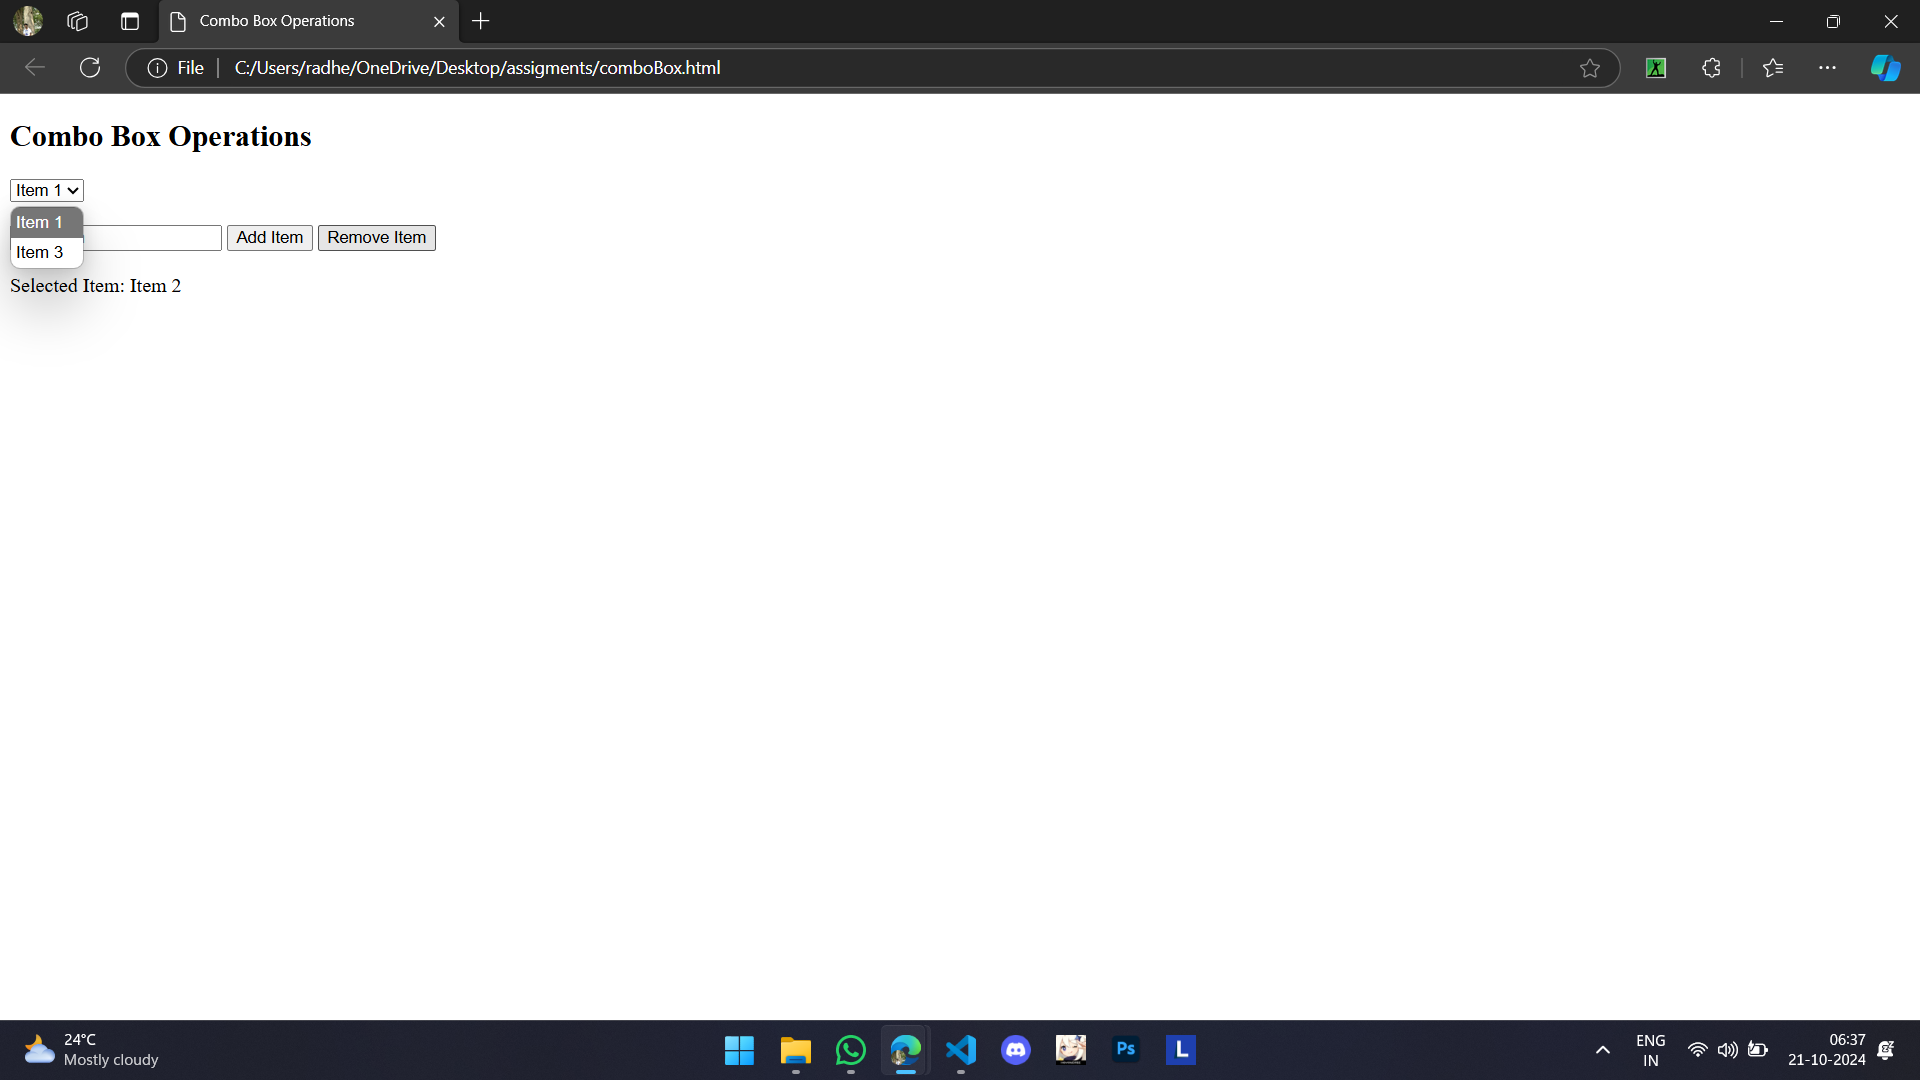 Combo Box Operations
File C:/Users/radhe/OneDrive/Desktop/assigments/comboBox.html
Combo Box Operations
Item 1
Item 1
Item 3
Add Item Remove Item
Selected Item: Item 2
24°C
Mostly cloudy
Ps
L
ENG
IN
06:37
21-10-2024